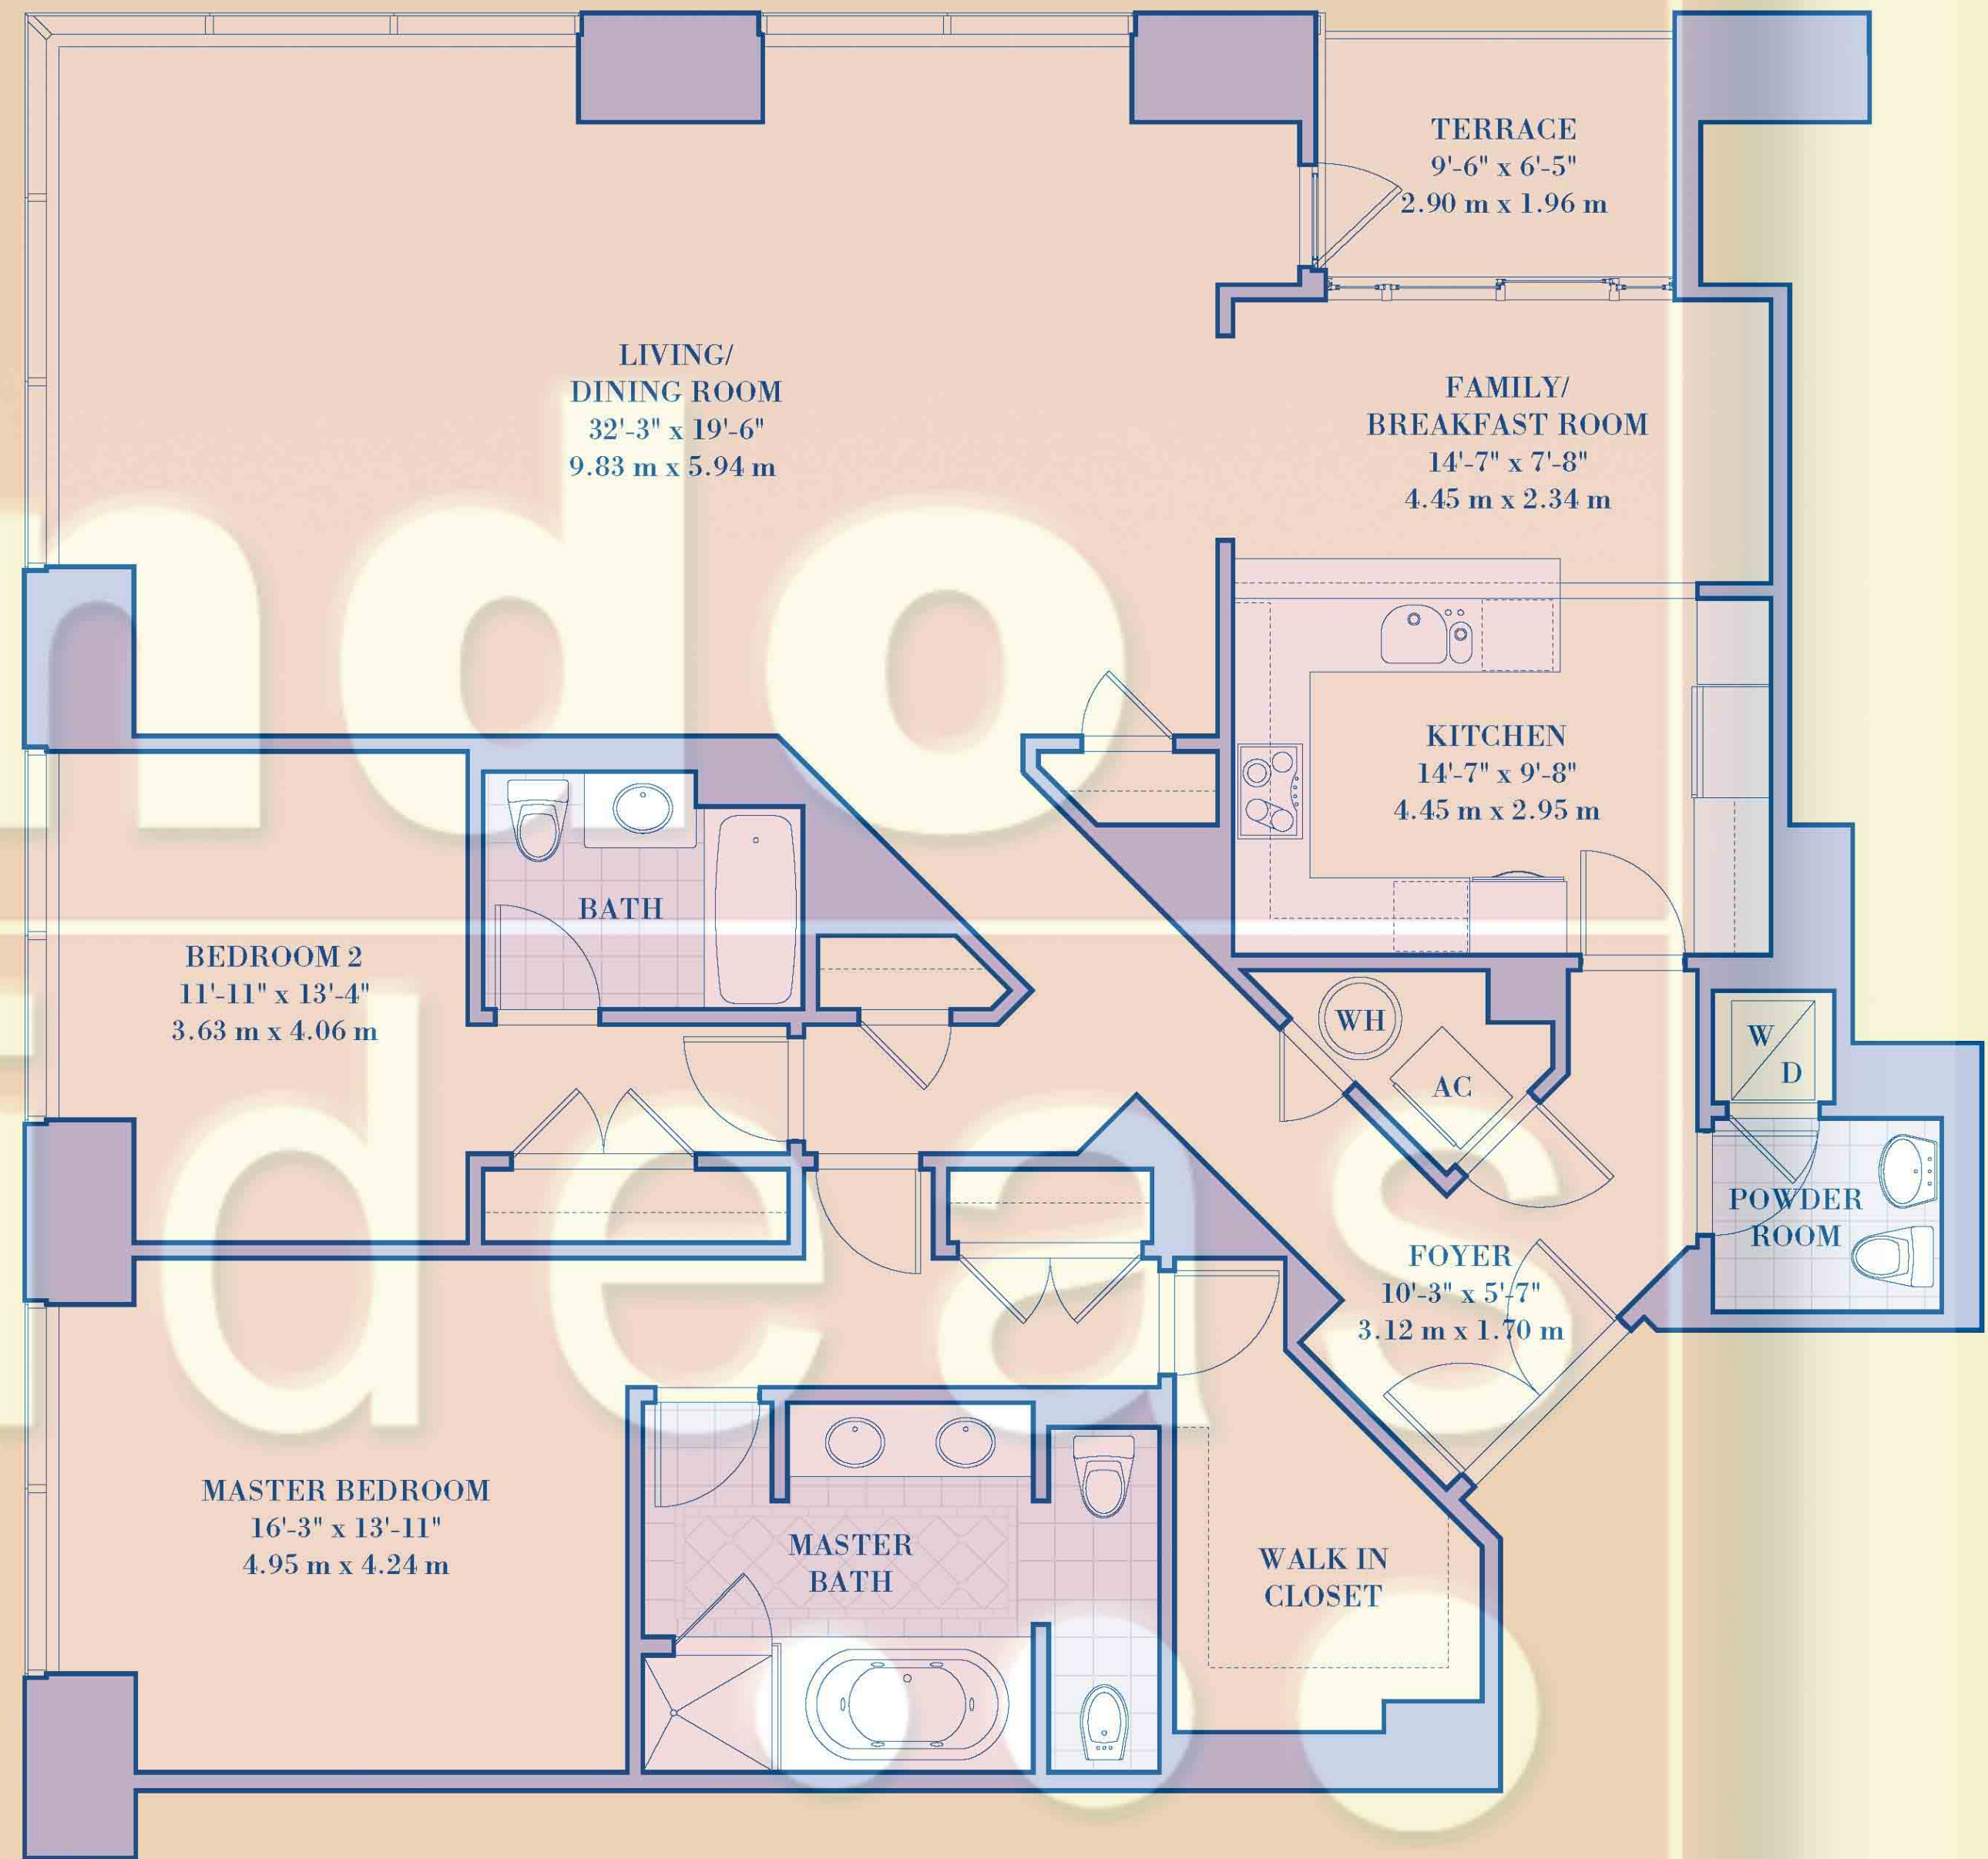 TERRACE
9'-6" x 6'-5"
2.90 m x 1.96 m
LIVING/
DINING ROOM
32'-3" x 19'-6"
9.83 m x 5.94 m
FAMILY/
BREAKFAST ROOM
14'-7" x 7'-8"
4.45 m x 2.34 m
KITCHEN
14'-7" x 9'-8"
4.45 m x 2.95 m
BATH
BEDROOM 2
11'-11" x 13'-4"
3.63 m x 4.06 m
WH
AC
W
D
POWDER
ROOM
FOYER
10'-3" x 5'-7"
3.12 m x 1.70 m
MASTER BEDROOM
16'-3" x 13'-11"
4.95 m x 4.24 m
MASTER
BATH
WALK IN
CLOSET
ndo
ideas